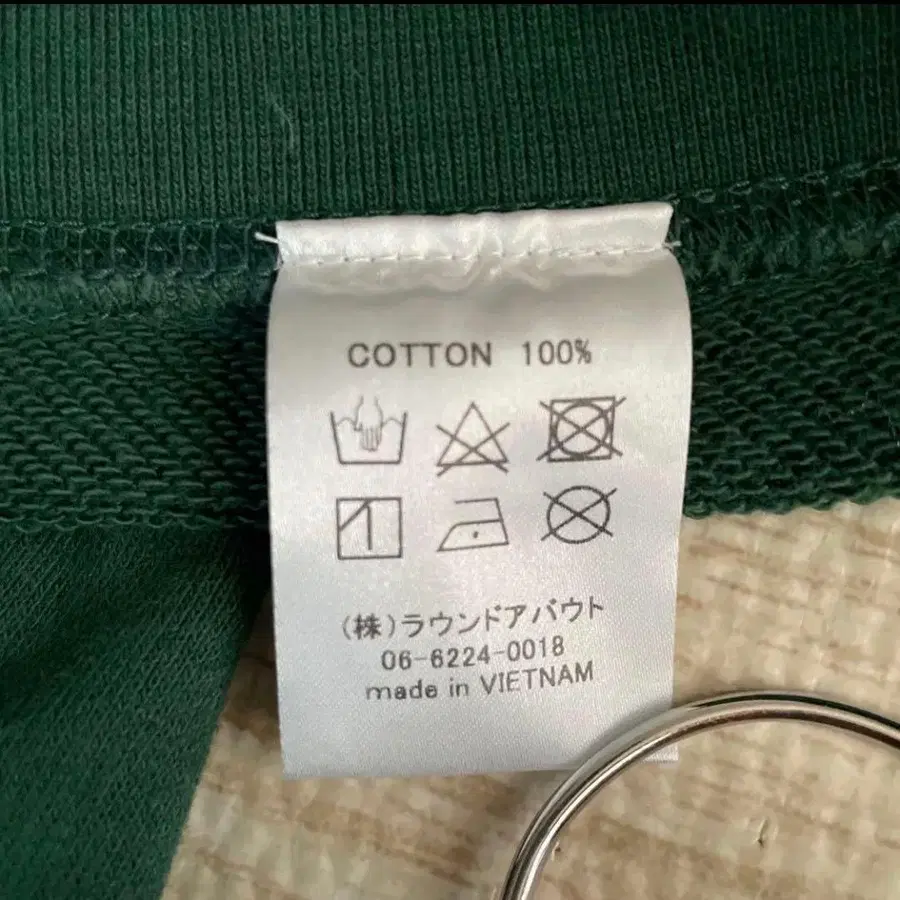 COTTON 100%
(株)ラウンドアバウト
06-6224-0018
made in VIETNAM